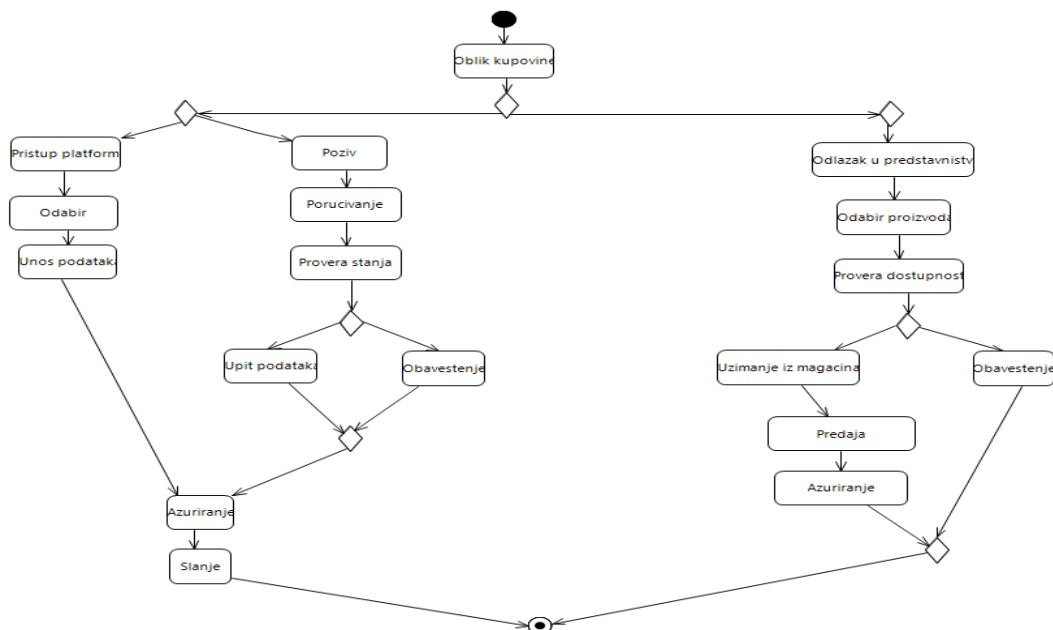 Oblik kupovine
Pristup platform
Poziv
Odlazak u predstavnistv
Odabir
Porucivanje
Odabir proizvoda
Unos podataka
Provera stanja
Provera dostupnost
Upit podataka
Obavestenje
Uzimanje iz magacina
Obavestenje
Predaja
Azuriranje
Azuriranje
Slanje